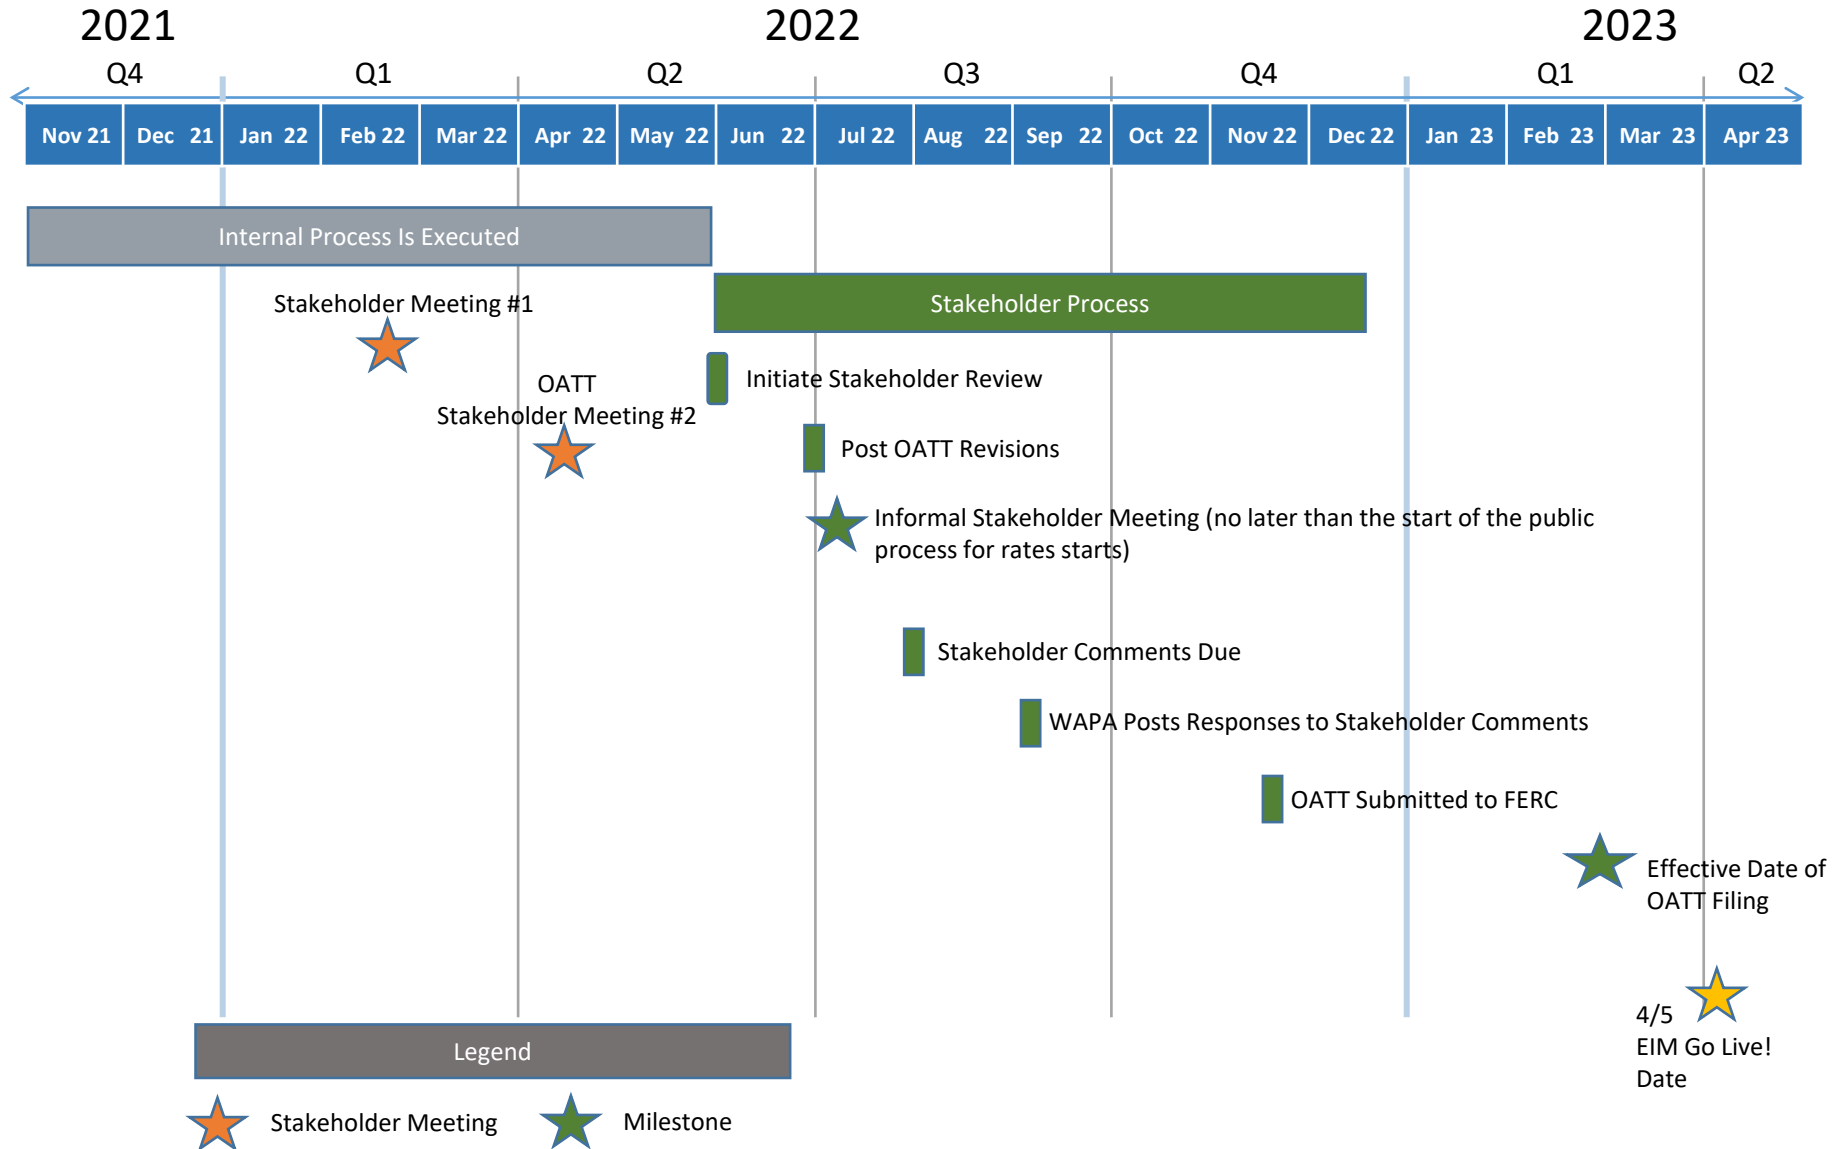 2021 2022 2023
Q4 Q1 Q2 Q3 Q4 Q1 Q2
Nov 21 Dec 21 Jan 22 Feb 22 Mar 22 Apr 22 May 22 Jun 22 Jul 22 Aug 22 Sep 22 Oct 22 Nov 22 Dec 22 Jan 23 Feb 23 Mar 23 Apr 23
Internal Process Is Executed
Stakeholder Process
Stakeholder Meeting #1
OATT
Stakeholder Meeting #2
Initiate Stakeholder Review
Post OATT Revisions
Informal Stakeholder Meeting (no later than the start of the public
process for rates starts)
Stakeholder Comments Due
WAPA Posts Responses to Stakeholder Comments
OATT Submitted to FERC
Effective Date of
OATT Filing
4/5
EIM Go Live!
Date
Legend
Stakeholder Meeting Milestone